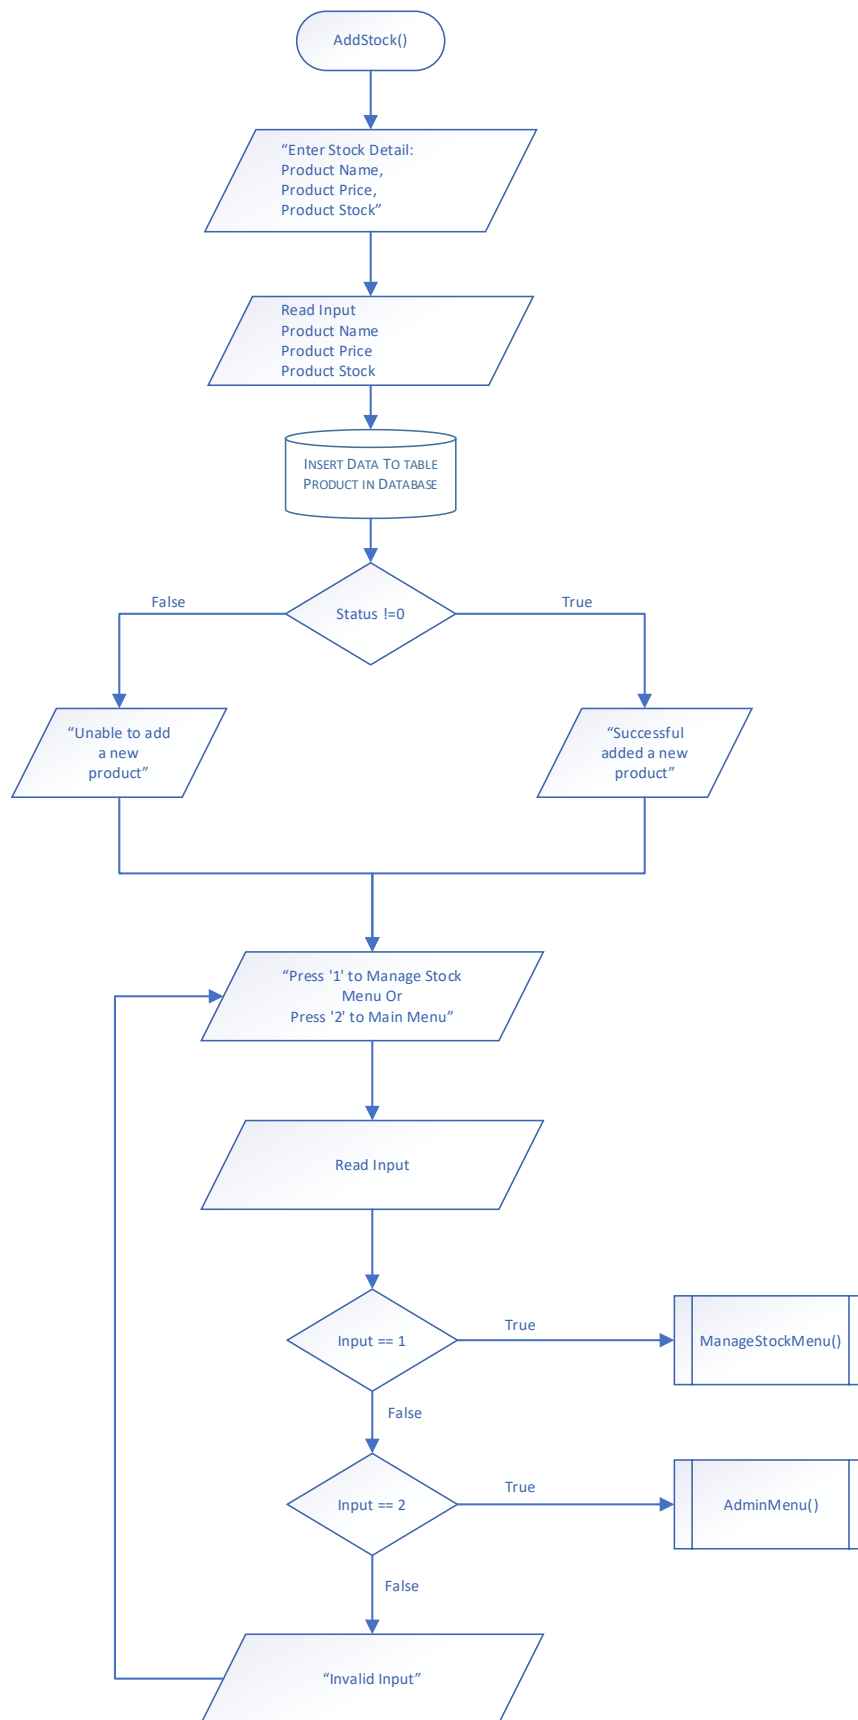 AddStock()
“Enter Stock Detail:
Product Name,
Product Price,
Product Stock”
Read Input
Product Name
Product Price
Product Stock
INSERT DATA TO TABLE
PRODUCT IN DATABASE
Status !=0
False
True
“Unable to add
a new
product”
“Successful
added a new
product”
“Press '1' to Manage Stock
Menu Or
Press '2' to Main Menu”
Read Input
Input == 1
True
ManageStockMenu()
False
Input == 2
True
AdminMenu()
False
“Invalid Input”